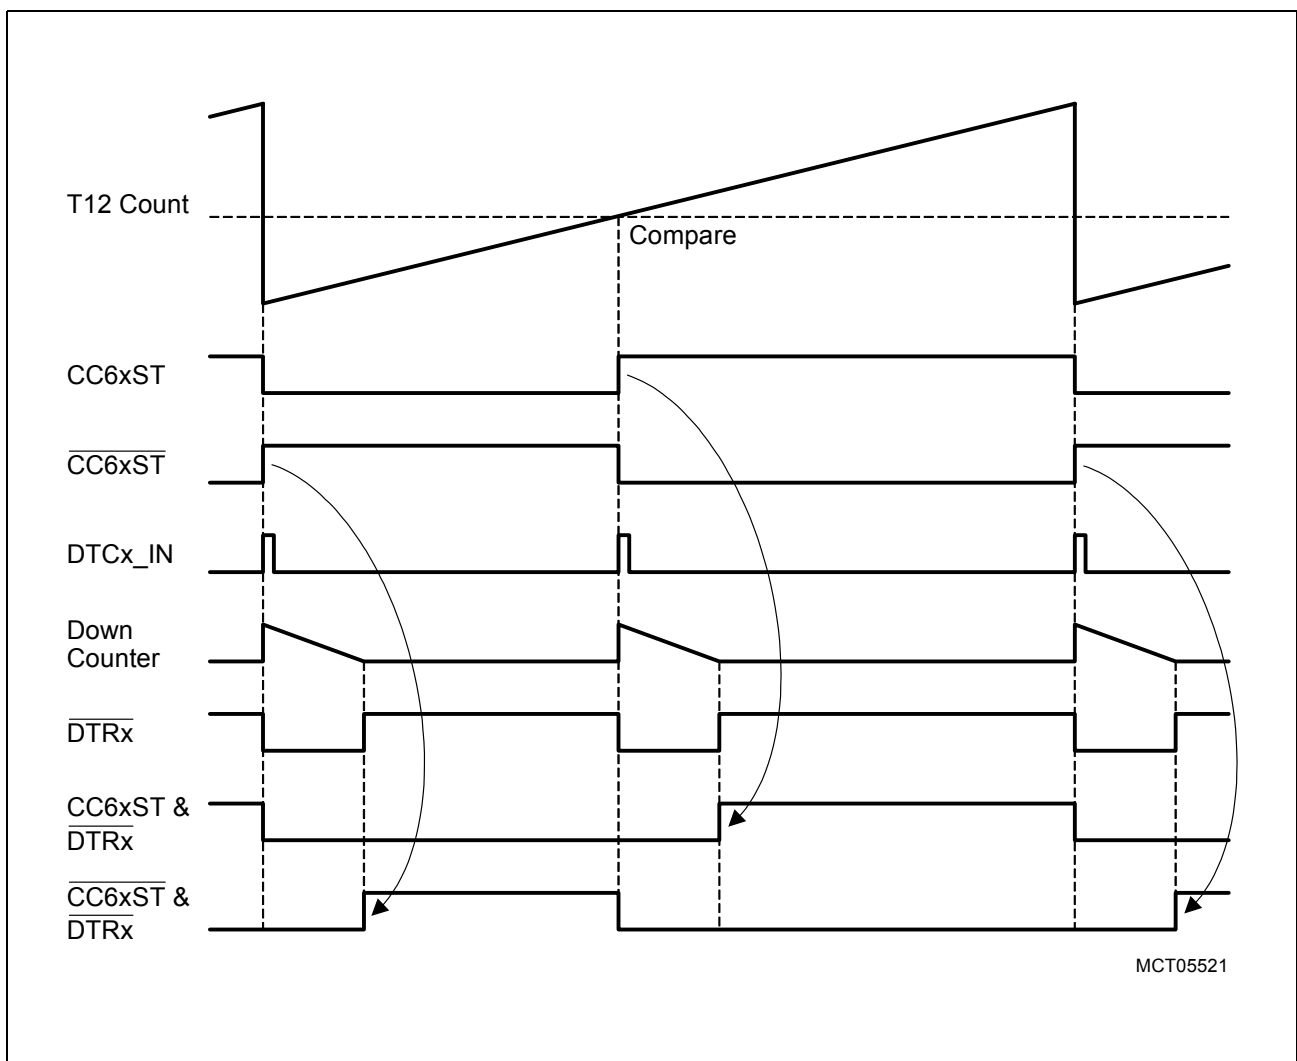 T12 Count
Compare
CC6xST
CC6xST
DTCx_IN
Down
Counter
DTRx
CC6xST &
DTRx
CC6xST &
DTRx
MCT05521